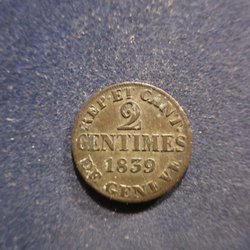 REP ET CANT.
2
CENTIMES
1839
DE GENEVE